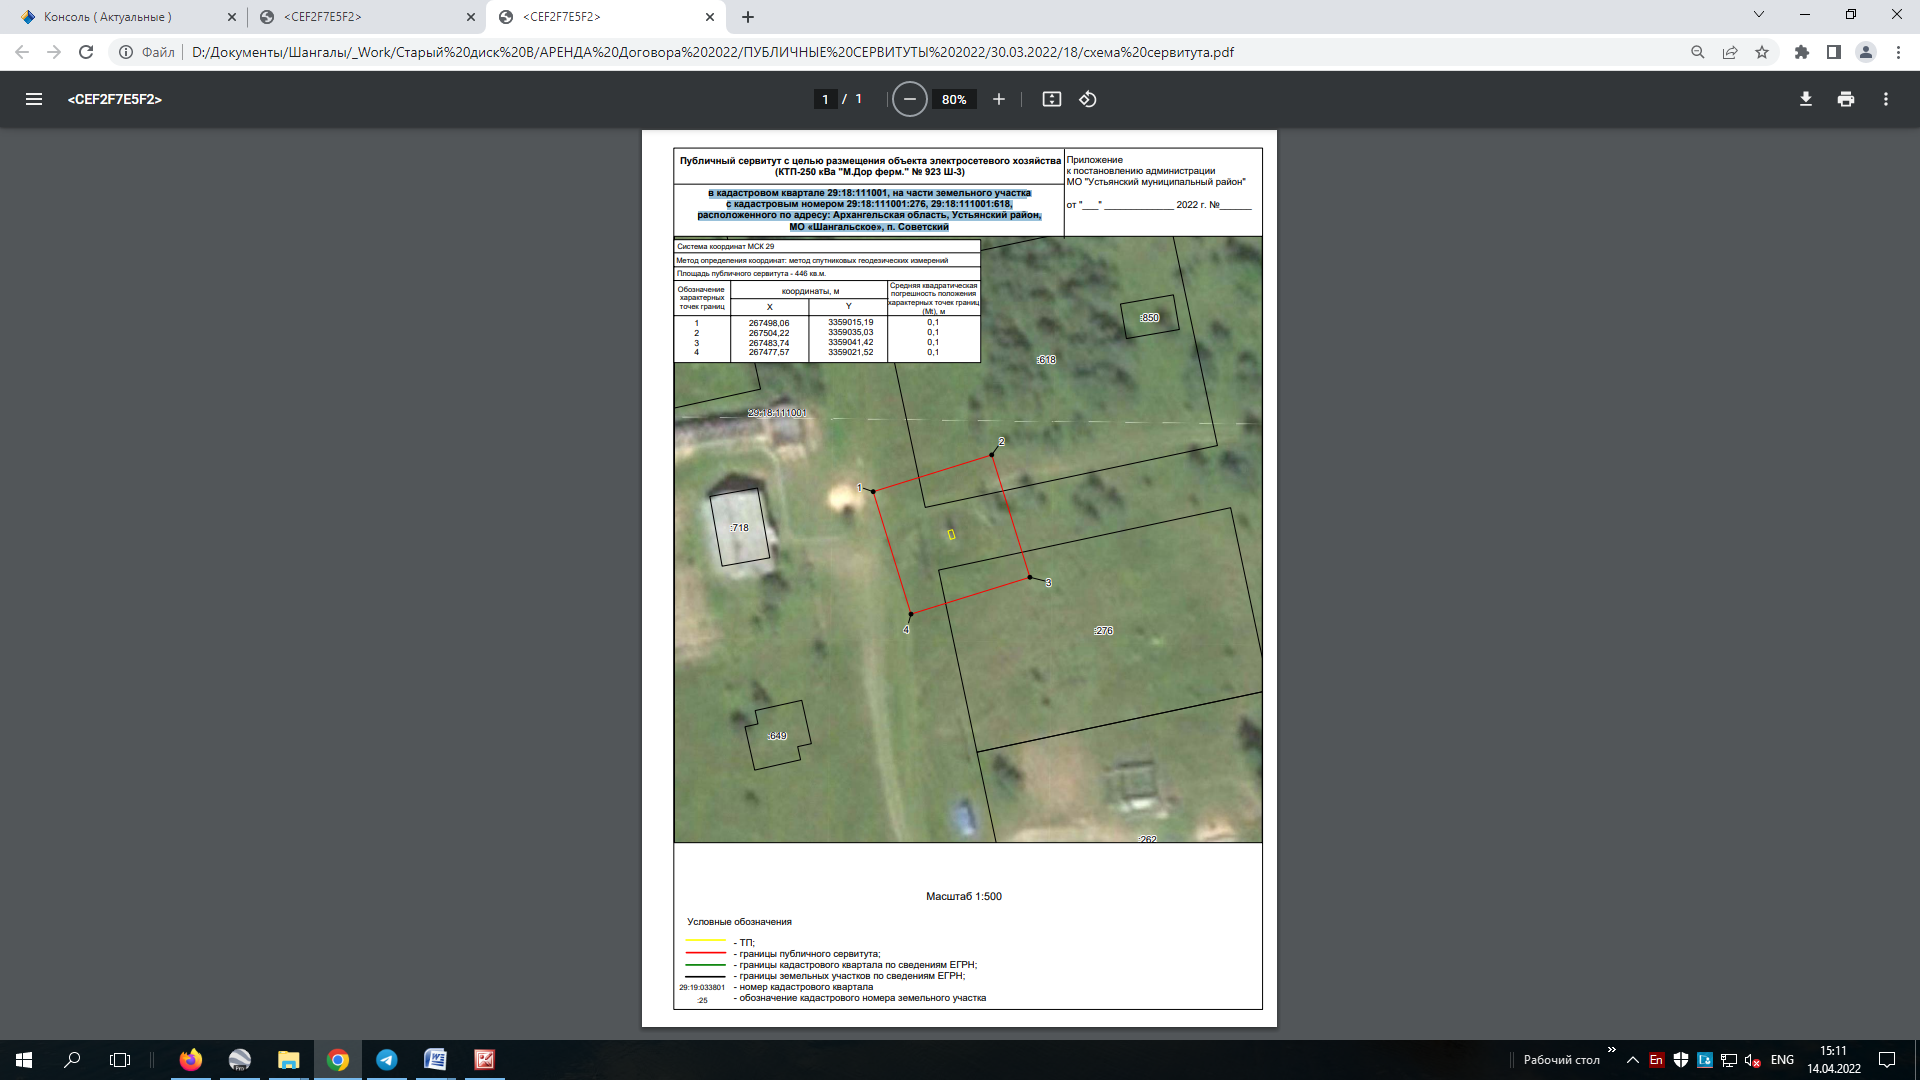 Консоль ( Актуальные )
<CEF2F7E5F2>
<CEF2F7E5F2>
Файл
D:/Документы/Шангалы/_Work/Старый%20диск%20В/АРЕНДА%20Договора%202022/ПУБЛИЧНЫЕ%20СЕРВИТУТЫ%202022/30.03.2022/18/схема%20сервитута.pdf
<CEF2F7E5F2>
1 / 1
80%
Публичный сервитут с целью размещения объекта электросетевого хозяйства
(КТП-250 кВа "М.Дор ферм." № 923 Ш-3)
в кадастровом квартале 29:18:111001, на части земельного участка
с кадастровым номером 29:18:111001:276, 29:18:111001:618,
расположенного по адресу: Архангельская область, Устьянский район,
МО «Шангальское», п. Советский
Приложение
к постановлению администрации
МО "Устьянский муниципальный район"
от "___" _____________ 2022 г. №______
Система координат МСК 29
Метод определения координат: метод спутниковых геодезических измерений
Площадь публичного сервитута - 446 кв.м.
Обозначение
характерных
точек границ
координаты, м
X
Y
Средняя квадратическая
погрешность положения
характерных точек границ
(Mt), м
1 267498,06 3359015,19 0,1
2 267504,22 3359035,03 0,1
3 267483,74 3359041,42 0,1
4 267477,57 3359021,52 0,1
:850
:618
29:18:111001
2
1
:718
3
4
:276
:649
:262
Масштаб 1:500
Условные обозначения
- ТП;
- границы публичного сервитута;
- границы кадастрового квартала по сведениям ЕГРН;
- границы земельных участков по сведениям ЕГРН;
29:19:033801 - номер кадастрового квартала
:25 - обозначение кадастрового номера земельного участка
Pro
Рабочий стол
En
ENG
15:11
14.04.2022